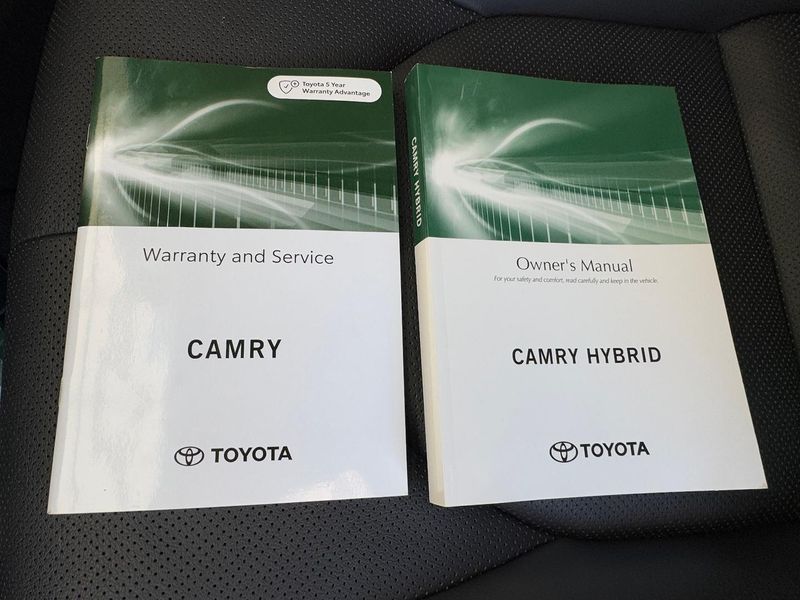 Toyota 5 Year
Warranty Advantage
Warranty and Service
CAMRY
TOYOTA
CAMRY HYBRID
Owner's Manual
For your safety and comfort, read carefully and keep in the vehicle.
CAMRY HYBRID
TOYOTA